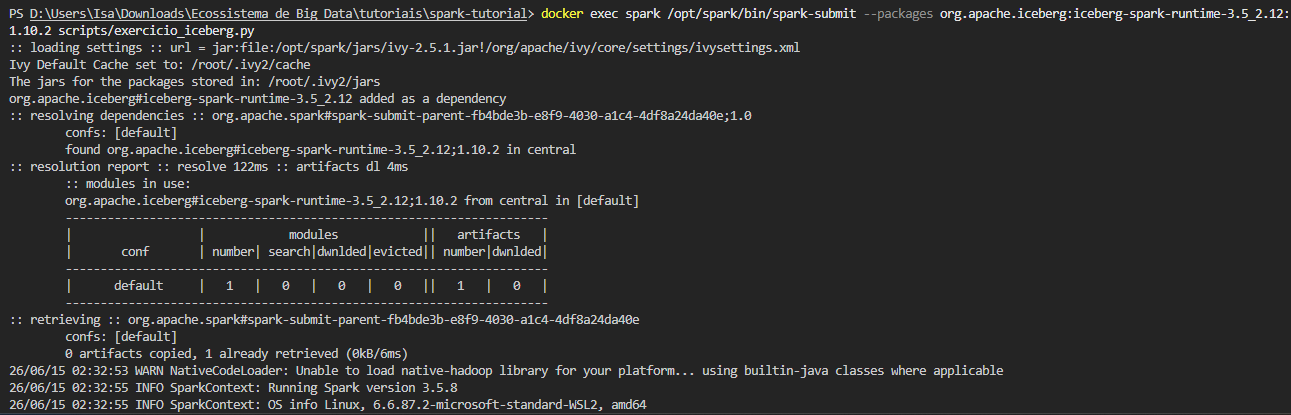 PS D:\Users\Isa\Downloads\Ecossistema de Big Data\tutoriais\spark-tutorial> docker exec spark /opt/spark/bin/spark-submit --packages org.apache.iceberg:iceberg-spark-runtime-3.5_2.12:
1.10.2 scripts/exercicio_iceberg.py
:: loading settings :: url = jar:file:/opt/spark/jars/ivy-2.5.1.jar!/org/apache/ivy/core/settings/ivysettings.xml
Ivy Default Cache set to: /root/.ivy2/cache
The jars for the packages stored in: /root/.ivy2/jars
org.apache.iceberg#iceberg-spark-runtime-3.5_2.12 added as a dependency
:: resolving dependencies :: org.apache.spark#spark-submit-parent-fb4bde3b-e8f9-4030-a1c4-4df8a24da40e;1.0
        confs: [default]
        found org.apache.iceberg#iceberg-spark-runtime-3.5_2.12;1.10.2 in central
:: resolution report :: resolve 122ms :: artifacts dl 4ms
        :: modules in use:
        org.apache.iceberg#iceberg-spark-runtime-3.5_2.12;1.10.2 from central in [default]
        ---------------------------------------------------------------------
        |                  |            modules            ||   artifacts   |
        |       conf       | number| search|dwnlded|evicted|| number|dwnlded|
        ---------------------------------------------------------------------
        |      default     |   1   |   0   |   0   |   0   ||   1   |   0   |
        ---------------------------------------------------------------------
:: retrieving :: org.apache.spark#spark-submit-parent-fb4bde3b-e8f9-4030-a1c4-4df8a24da40e
        confs: [default]
        0 artifacts copied, 1 already retrieved (0kB/6ms)
26/06/15 02:32:53 WARN NativeCodeLoader: Unable to load native-hadoop library for your platform... using builtin-java classes where applicable
26/06/15 02:32:55 INFO SparkContext: Running Spark version 3.5.8
26/06/15 02:32:55 INFO SparkContext: OS info Linux, 6.6.87.2-microsoft-standard-WSL2, amd64